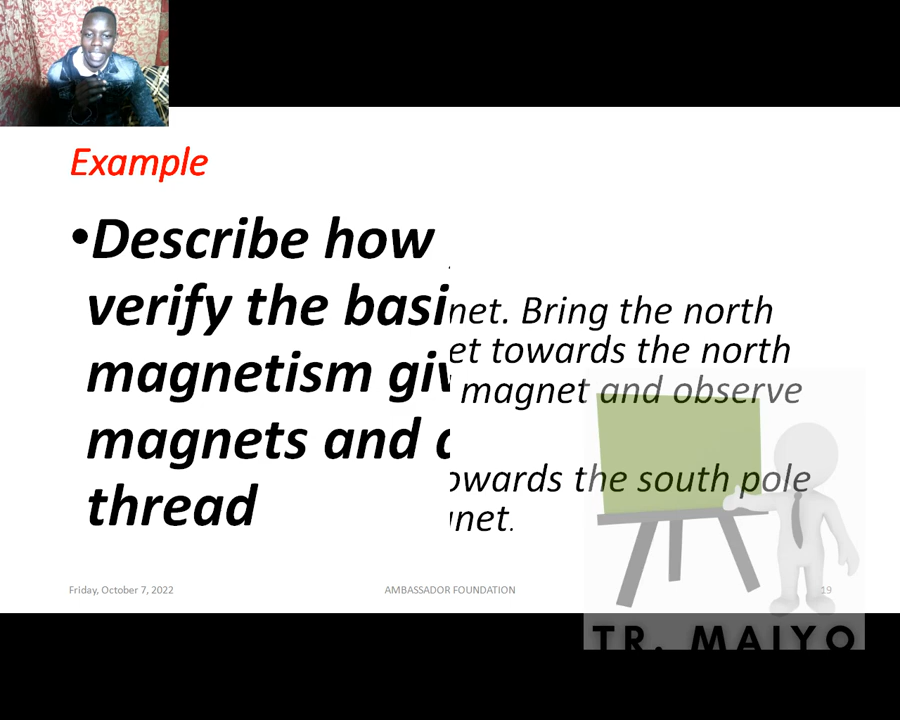 Example
•Describe how
verify the basi
magnetism giv
magnets and
thread
net. Bring the north
et towards the north
magnet and observe
owards the south pole
net.
Friday, October 7, 2022
AMBASSADOR FOUNDATION
19
TR. MAIYO